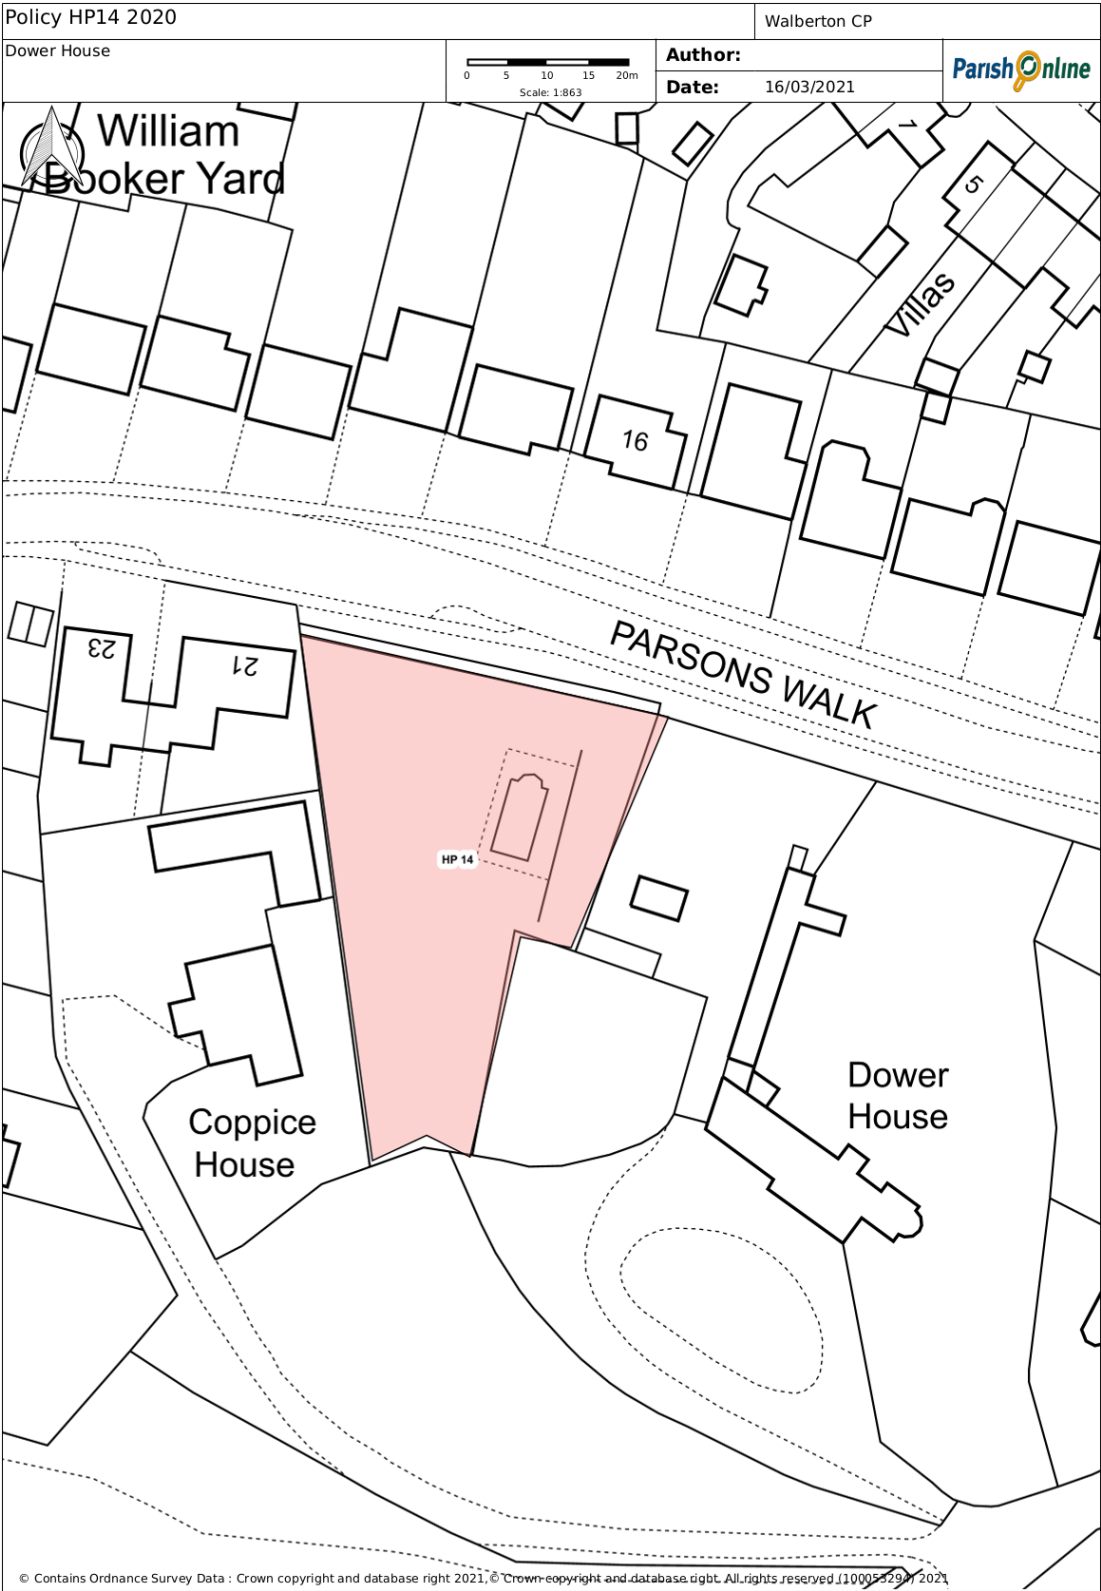 Policy HP14 2020
Walberton CP
Dower House
0 5 10 15 20m
Scale: 1:863
Author:
Date: 16/03/2021
Parish Online
William
Booker Yard
7
5
Villas
16
PARSONS WALK
23
21
HP 14
Coppice
House
Dower
House
© Contains Ordnance Survey Data : Crown copyright and database right 2021,© Crown copyright and database right. All rights reserved (100053294) 2021